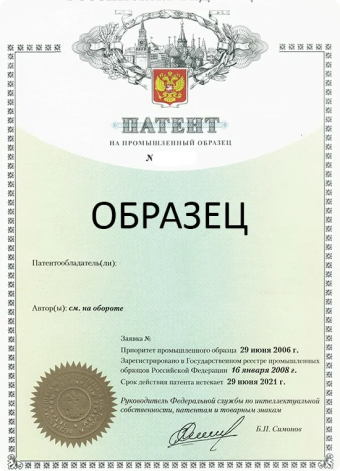 ПАТЕНТ
НА ПРОМЫШЛЕННЫЙ ОБРАЗЕЦ
N
ОБРАЗЕЦ
Патентообладатель(ли):
Автор(ы): см. на обороте
Заявка №
Приоритет промышленного образца 29 июня 2006 г.
Зарегистрировано в Государственном реестре промышленных
образцов Российской Федерации 16 января 2008 г.
Срок действия патента истекает 29 июня 2021 г.
Руководитель Федеральной службы по интеллектуальной
собственности, патентам и товарным знакам
Б.П. Симонов